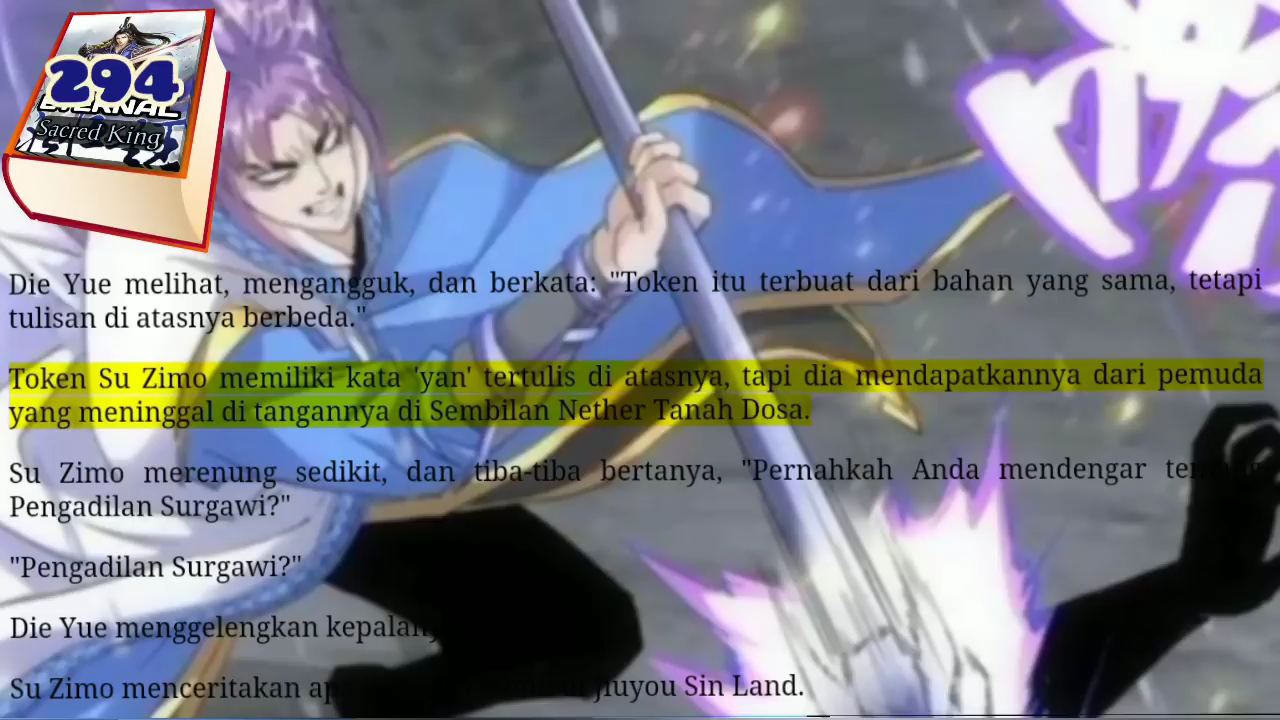 294
ETERNAL
Sacred King
Die Yue melihat, mengangguk, dan berkata: "Token itu terbuat dari bahan yang sama, tetapi
tulisan di atasnya berbeda."
Token Su Zimo memiliki kata 'yan' tertulis di atasnya, tapi dia mendapatkannya dari pemuda
yang meninggal di tangannya di Sembilan Nether Tanah Dosa.
Su Zimo merenung sedikit, dan tiba-tiba bertanya, "Pernahkah Anda mendengar
Pengadilan Surgawi?"
"Pengadilan Surgawi?"
Die Yue menggelengkan
Su Zimo menceritakan Jiuyou Sin Land.